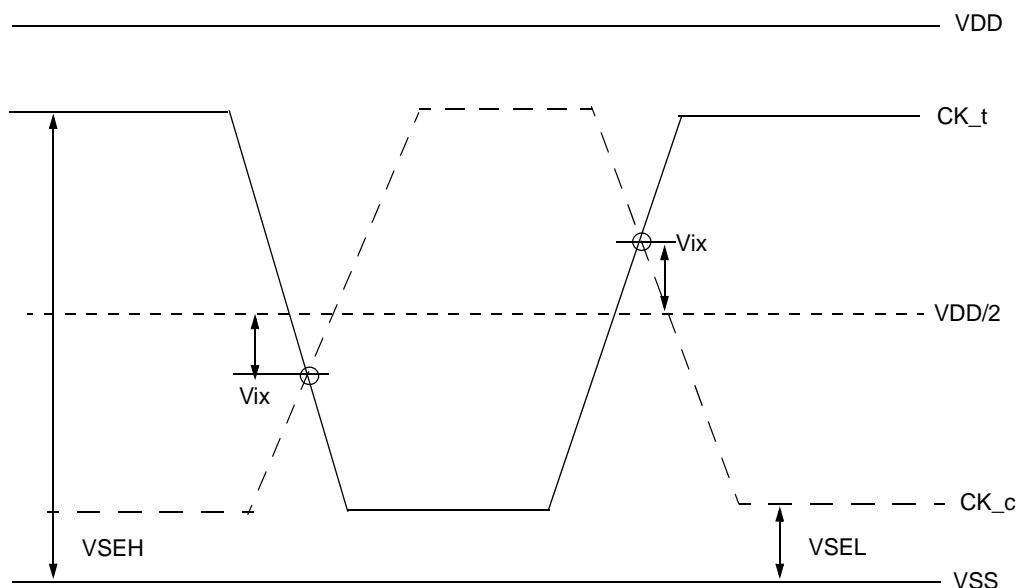 VDD
CK_t
Vix
VDD/2
Vix
CK_c
VSEH
VSEL
VSS